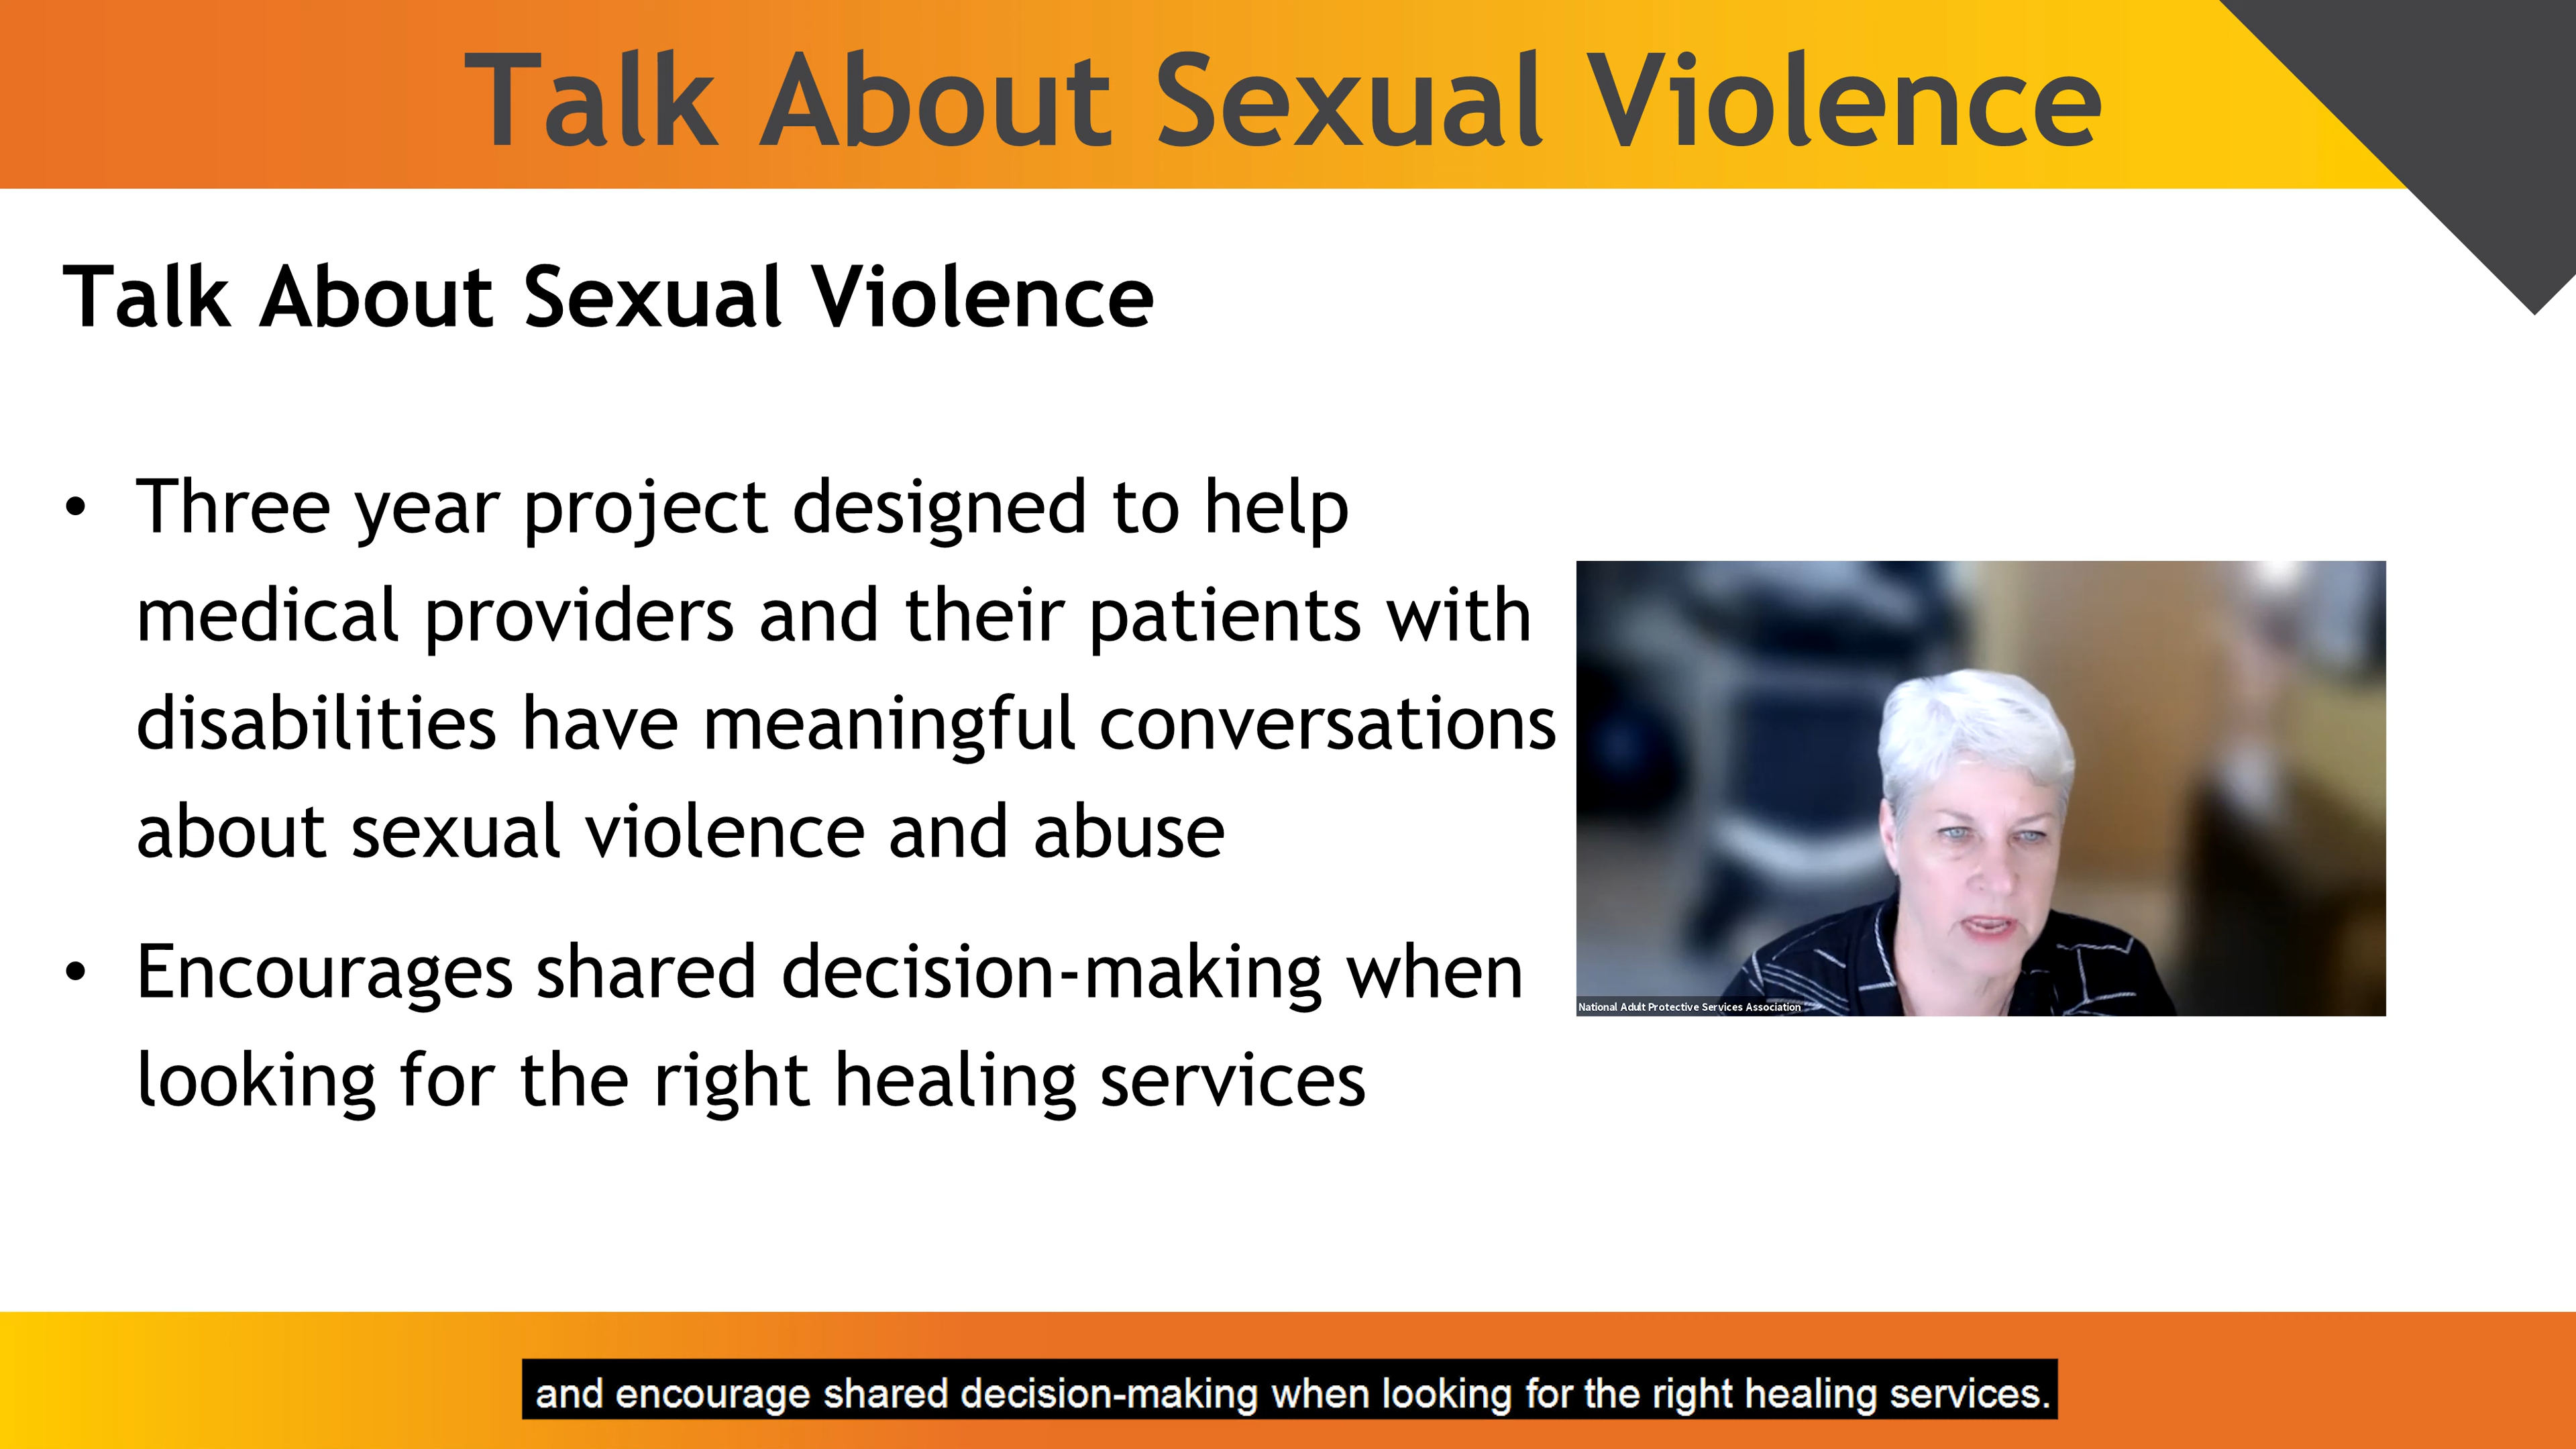 Talk About Sexual Violence
Talk About Sexual Violence
• Three year project designed to help
medical providers and their patients with
disabilities have meaningful conversations
about sexual violence and abuse
• Encourages shared decision-making when
looking for the right healing services
National Adult Protective Services Association
and encourage shared decision-making when looking for the right healing services.